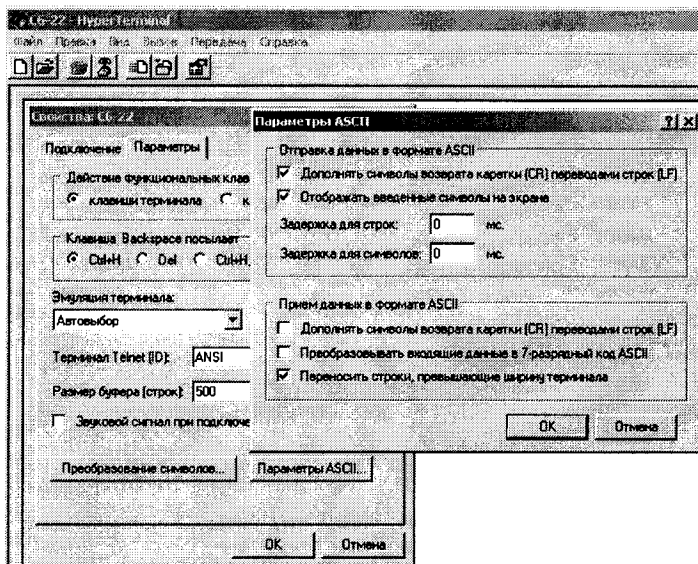 С6-22 - HyperTerminal
Файл Правка Вид Вызов Передача Справка
Свойства: С6-22
Подключение Параметры
Действие функциональных клав
клавиши терминала к
Клавиша Backspace посылает
Ctrl+H Del Ctrl+H,
Эмуляция терминала:
Автовыбор
Терминал Telnet (ID): ANSI
Размер буфера (строк): 500
Звуковой сигнал при подключе
Преобразование символов... Параметры ASCII...
OK Отмена
Параметры ASCII
Отправка данных в формате ASCII
Дополнять символы возврата каретки (CR) переводами строк (LF)
Отображать введенные символы на экране
Задержка для строк: 0 мс.
Задержка для символов: 0 мс.
Прием данных в формате ASCII
Дополнять символы возврата каретки (CR) переводами строк (LF)
Преобразовывать входящие данные в 7-разрядный код ASCII
Переносить строки, превышающие ширину терминала
OK Отмена